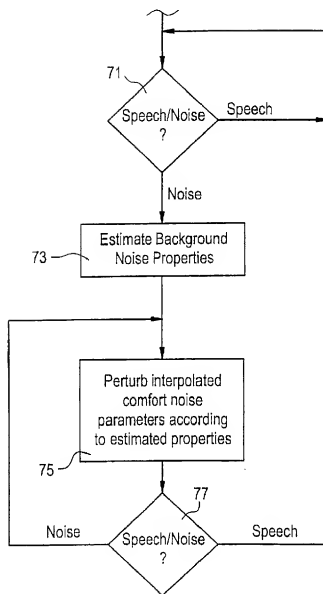 71
Speech/Noise
?
Speech
Noise
73
Estimate Background
Noise Properties
Perturb interpolated
comfort noise
parameters according
to estimated properties
75
77
Noise
Speech/Noise
?
Speech